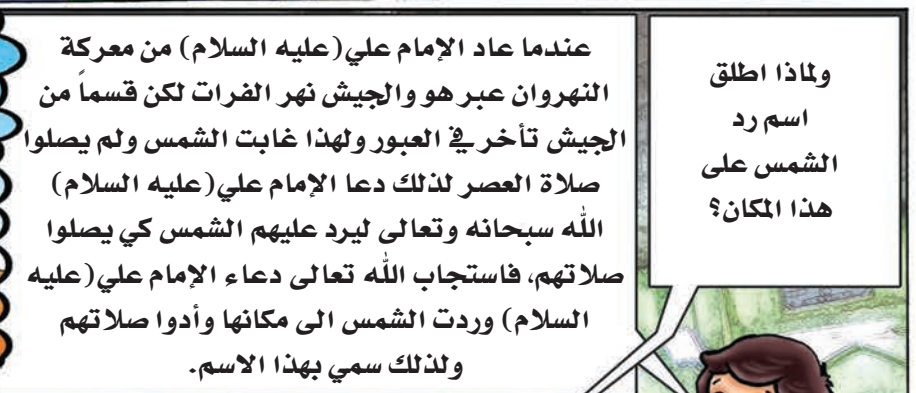 ولماذا اطلق
اسم رد
الشمس على
هذا المكان؟
عندما عاد الإمام علي(عليه السلام) من معركة
النهروان عبر هو والجيش نهر الفرات لكن قسماً من
الجيش تأخر في العبور ولهذا غابت الشمس ولم يصلوا
صلاة العصر لذلك دعا الإمام علي(عليه السلام)
الله سبحانه وتعالى ليرد عليهم الشمس كي يصلوا
صلاتهم، فاستجاب الله تعالى دعاء الإمام علي(عليه
السلام) وردت الشمس الى مكانها وأدوا صلاتهم
ولذلك سمي بهذا الاسم.